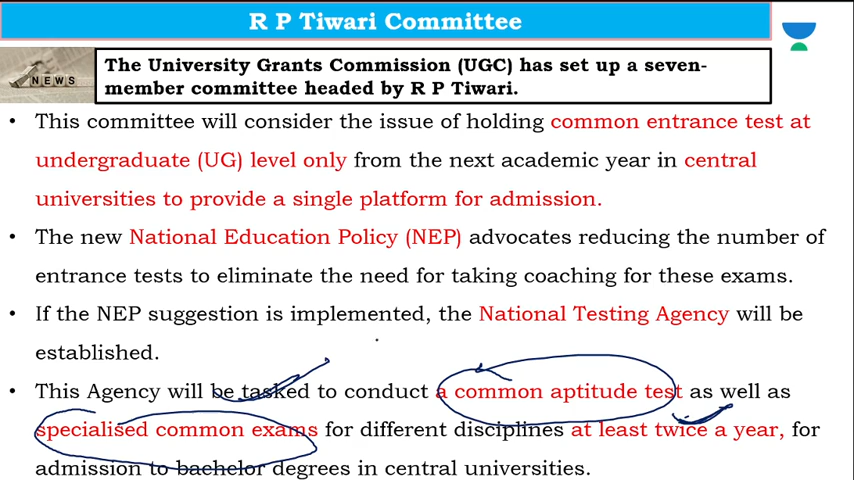 R P Tiwari Committee
NEWS
The University Grants Commission (UGC) has set up a seven-
member committee headed by R P Tiwari.
• This committee will consider the issue of holding common entrance test at
undergraduate (UG) level only from the next academic year in central
universities to provide a single platform for admission.
• The new National Education Policy (NEP) advocates reducing the number of
entrance tests to eliminate the need for taking coaching for these exams.
• If the NEP suggestion is implemented, the National Testing Agency will be
established.
• This Agency will be tasked to conduct a common aptitude test as well as
specialised common exams for different disciplines at least twice a year, for
admission to bachelor degrees in central universities.